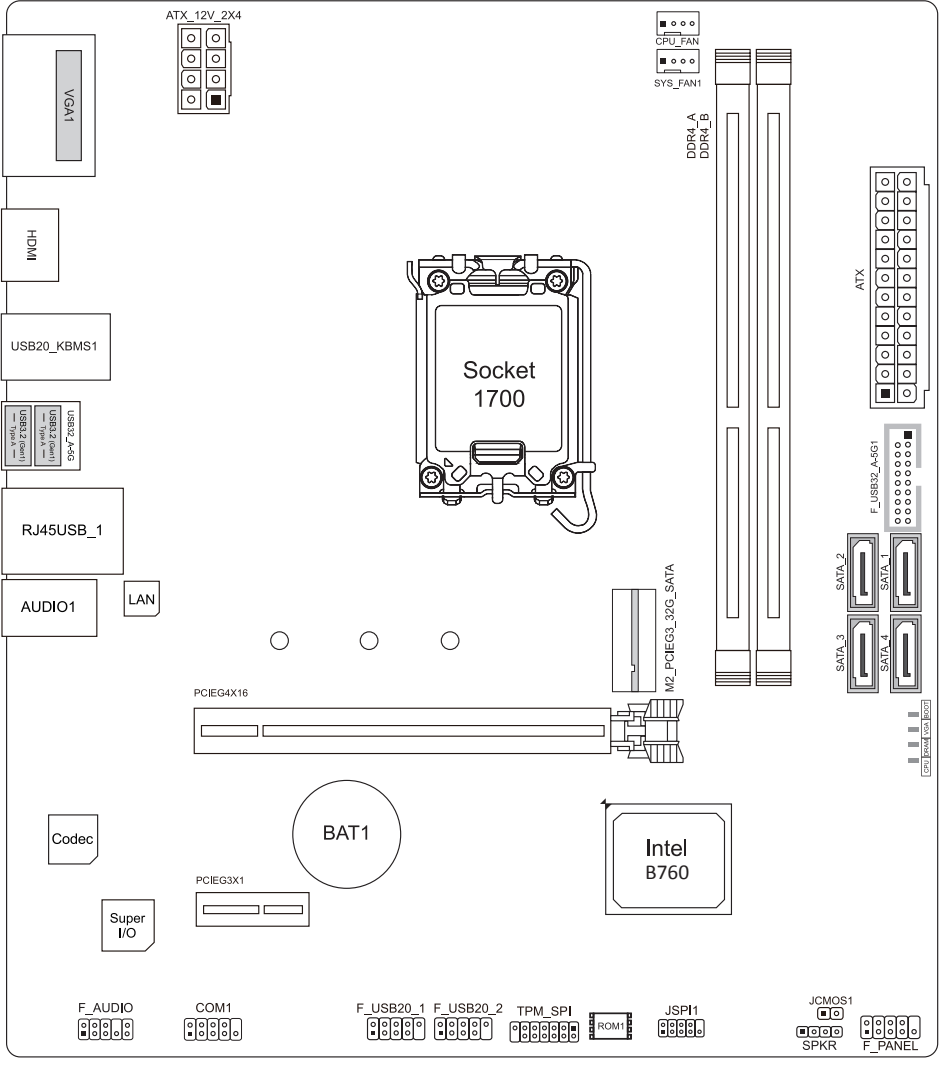 ATX_12V_2X4
CPU_FAN
SYS_FAN1
VGA1
DDR4_A
DDR4_B
HDMI
ATX
USB20_KBMS1
Socket
1700
USB32_A-5G
USB3.2 (Gen1)
Type A
USB3.2 (Gen1)
Type A
F_USB32_A-5G1
RJ45USB_1
SATA_2
SATA_1
AUDIO1
LAN
M2_PCIEG3_32G_SATA
SATA_3
SATA_4
PCIEG4X16
CPU DRAM VGA BOOT
BAT1
Codec
Intel
B760
PCIEG3X1
Super
I/O
F_AUDIO
COM1
F_USB20_1
F_USB20_2
TPM_SPI
ROM1
JSPI1
JCMOS1
SPKR
F_PANEL